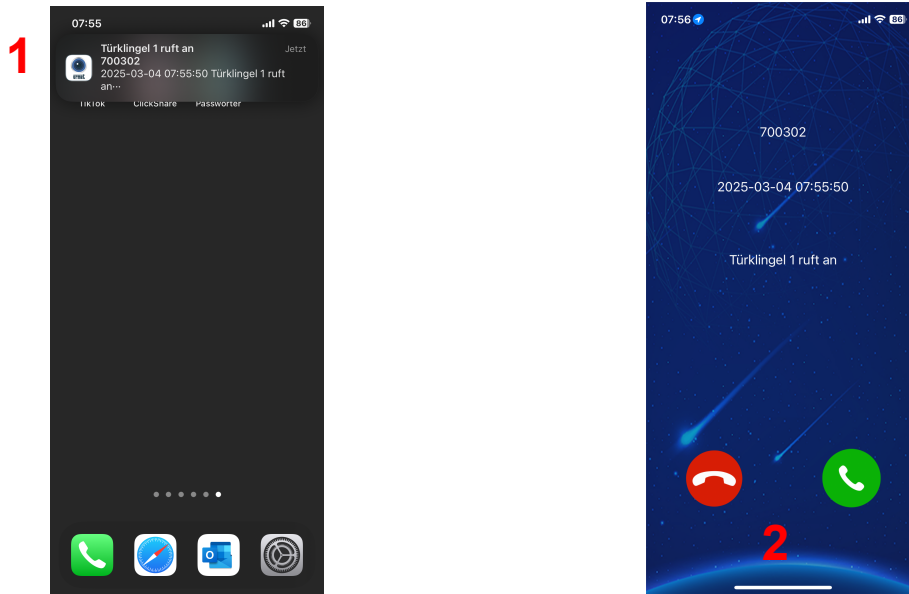 1
07:55
86
Türklingel 1 ruft an
Jetzt
700302
2025-03-04 07:55:50 Türklingel 1 ruft
an···
TikTok
ClickShare
Passwörter
07:56
86
700302
2025-03-04 07:55:50
Türklingel 1 ruft an
2